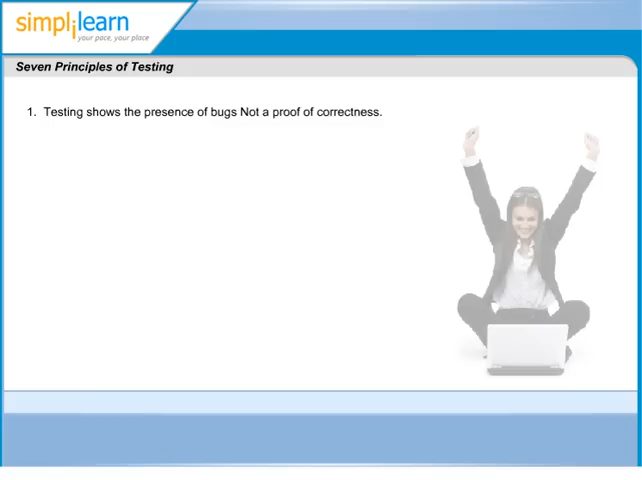 simplilearn
your pace, your place
Seven Principles of Testing
1. Testing shows the presence of bugs Not a proof of correctness.